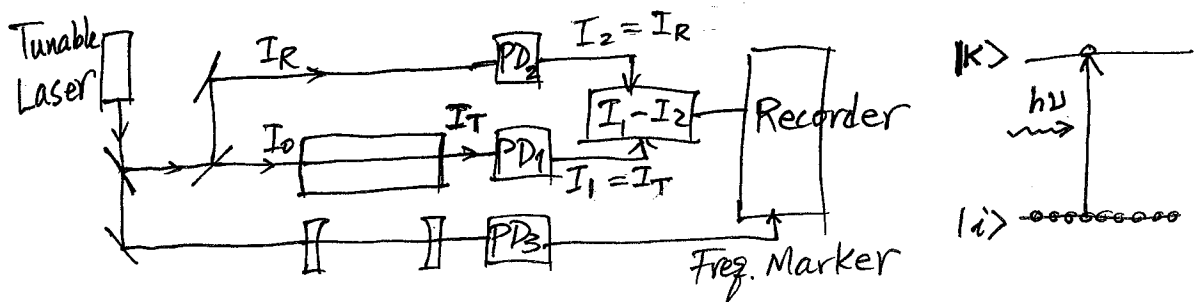 Tunable
Laser
I_R
PD_2
I_2 = I_R
I_1 - I_2
Recorder
I_0
I_T
PD_1
I_1 = I_T
PD_3
Freq. Marker
|k>
hν
|i>